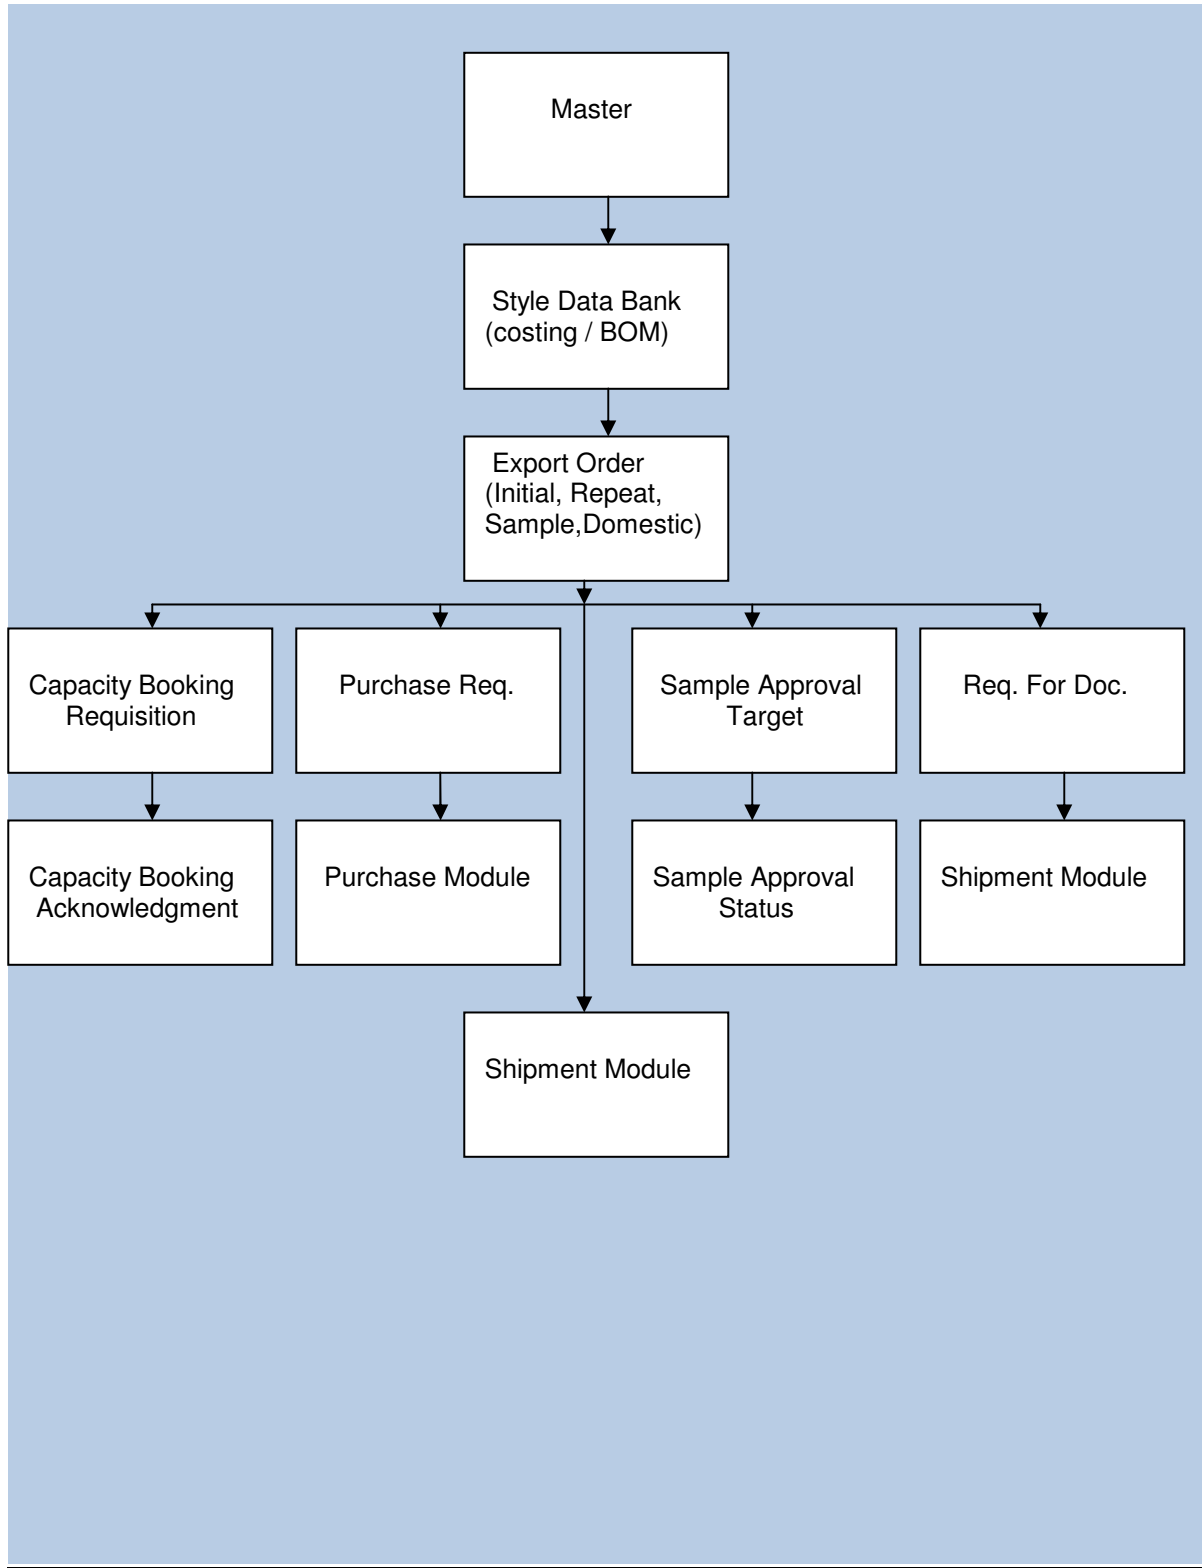 Master
Style Data Bank
(costing / BOM)
Export Order
(Initial, Repeat,
Sample,Domestic)
Capacity Booking
Requisition
Purchase Req.
Sample Approval
Target
Req. For Doc.
Capacity Booking
Acknowledgment
Purchase Module
Sample Approval
Status
Shipment Module
Shipment Module